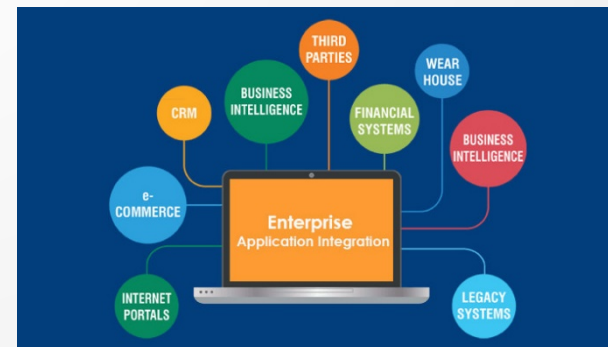 THIRD
PARTIES
WEAR
HOUSE
BUSINESS
INTELLIGENCE
CRM
FINANCIAL
SYSTEMS
BUSINESS
INTELLIGENCE
e-
COMMERCE
Enterprise
Application Integration
INTERNET
PORTALS
LEGACY
SYSTEMS